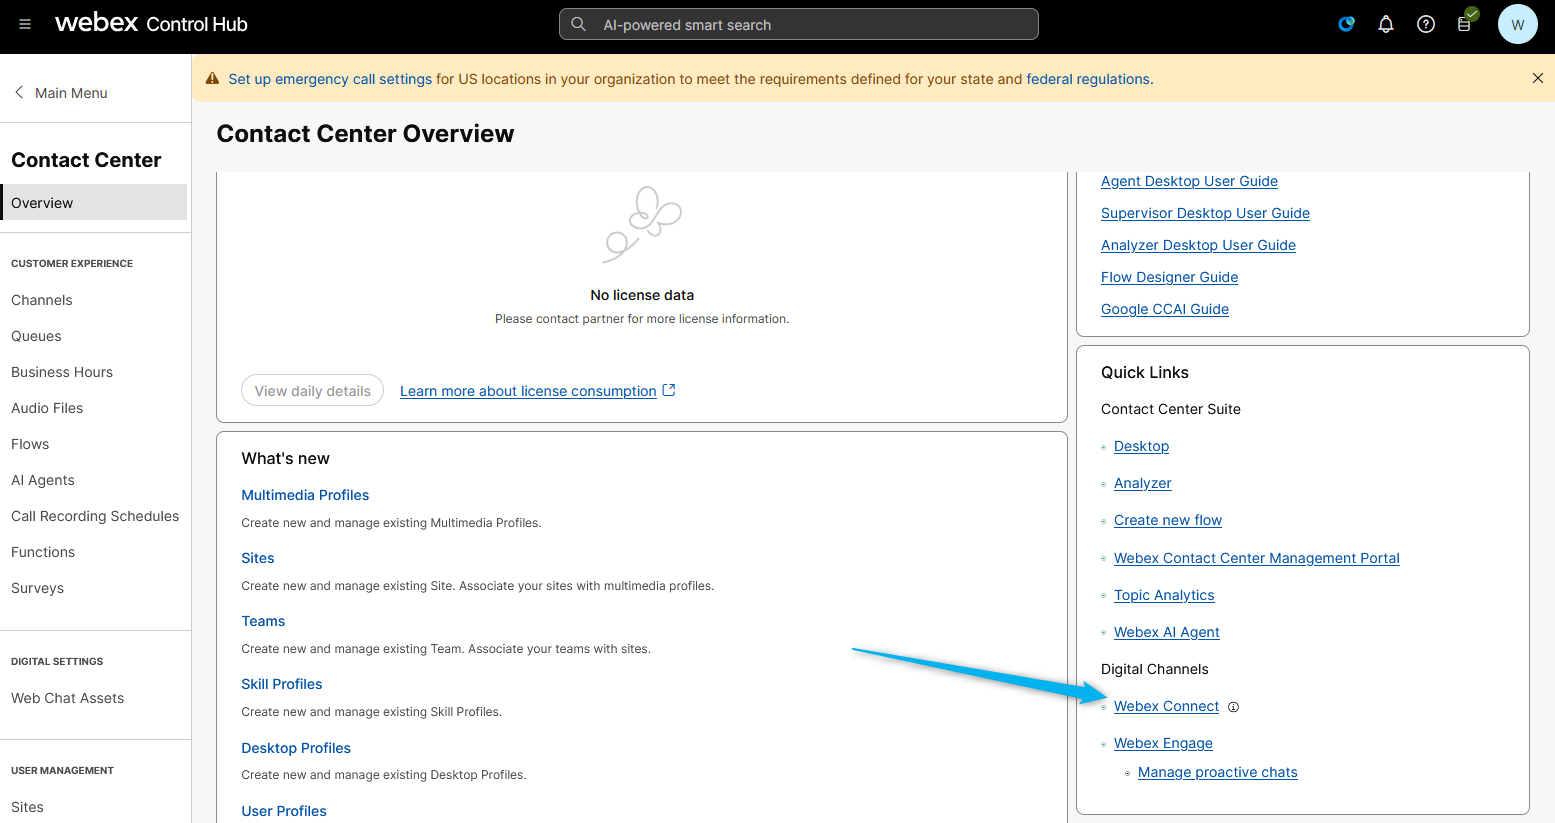 webex Control Hub
AI-powered smart search
W
Set up emergency call settings for US locations in your organization to meet the requirements defined for your state and federal regulations.
Main Menu
Contact Center
Overview
CUSTOMER EXPERIENCE
Channels
Queues
Business Hours
Audio Files
Flows
AI Agents
Call Recording Schedules
Functions
Surveys
DIGITAL SETTINGS
Web Chat Assets
USER MANAGEMENT
Sites
Contact Center Overview
No license data
Please contact partner for more license information.
View daily details
Learn more about license consumption
What's new
Multimedia Profiles
Create new and manage existing Multimedia Profiles.
Sites
Create new and manage existing Site. Associate your sites with multimedia profiles.
Teams
Create new and manage existing Team. Associate your teams with sites.
Skill Profiles
Create new and manage existing Skill Profiles.
Desktop Profiles
Create new and manage existing Desktop Profiles.
User Profiles
Agent Desktop User Guide
Supervisor Desktop User Guide
Analyzer Desktop User Guide
Flow Designer Guide
Google CCAI Guide
Quick Links
Contact Center Suite
Desktop
Analyzer
Create new flow
Webex Contact Center Management Portal
Topic Analytics
Webex AI Agent
Digital Channels
Webex Connect
Webex Engage
Manage proactive chats